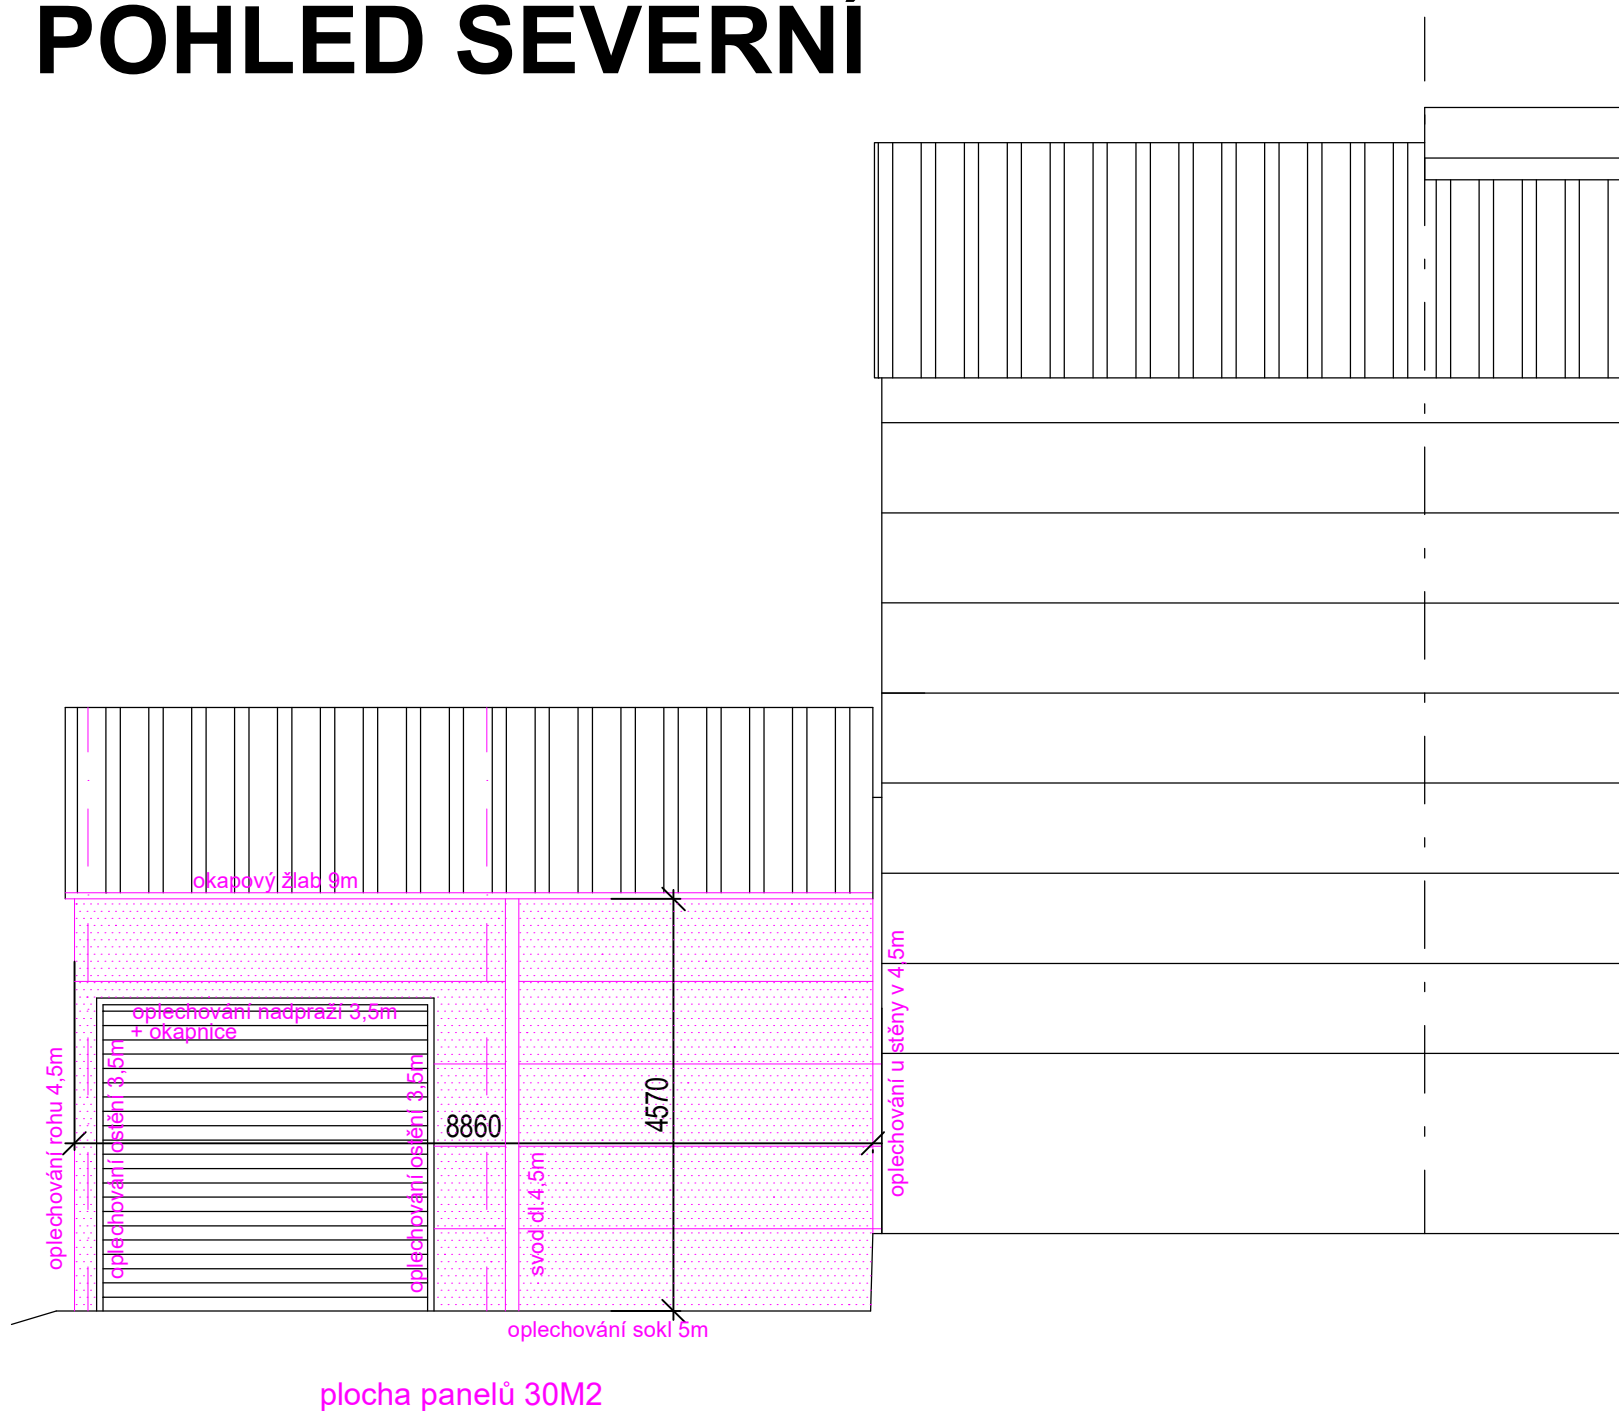 POHLED SEVERNÍ
okapový žlab 9m
oplechování nadpraží 3,5m
+ okapnice
oplechování rohu 4,5m
oplechování ostění 3,5m
oplechování ostění 3,5m
8860
4570
svod dl.4,5m
oplechování u stěny v 4,5m
oplechování sokl 5m
plocha panelů 30M2